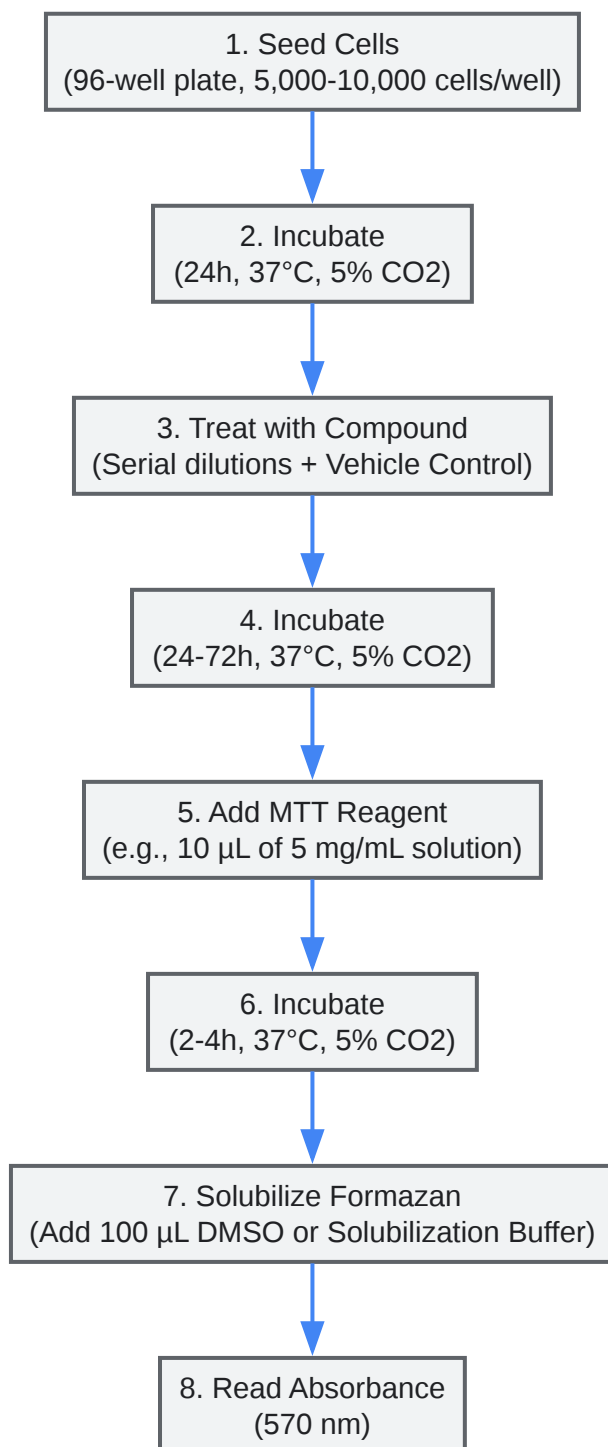 1. Seed Cells
(96-well plate, 5,000-10,000 cells/well)
2. Incubate
(24h, 37°C, 5% CO2)
3. Treat with Compound
(Serial dilutions + Vehicle Control)
4. Incubate
(24-72h, 37°C, 5% CO2)
5. Add MTT Reagent
(e.g., 10 µL of 5 mg/mL solution)
6. Incubate
(2-4h, 37°C, 5% CO2)
7. Solubilize Formazan
(Add 100 µL DMSO or Solubilization Buffer)
8. Read Absorbance
(570 nm)